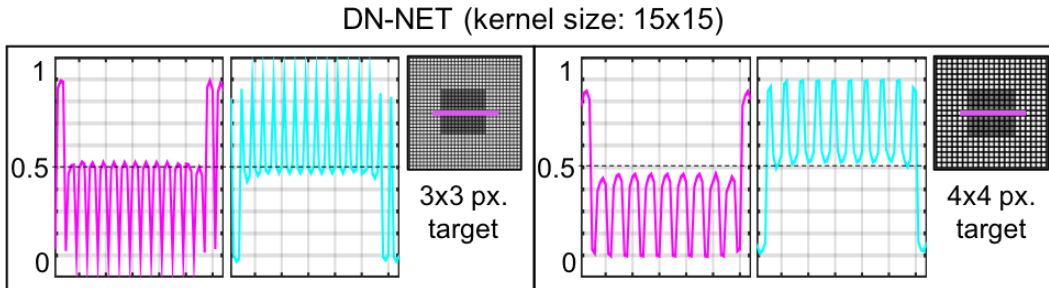 DN-NET (kernel size: 15x15)
1
0.5
0
3x3 px.
target
1
0.5
0
4x4 px.
target